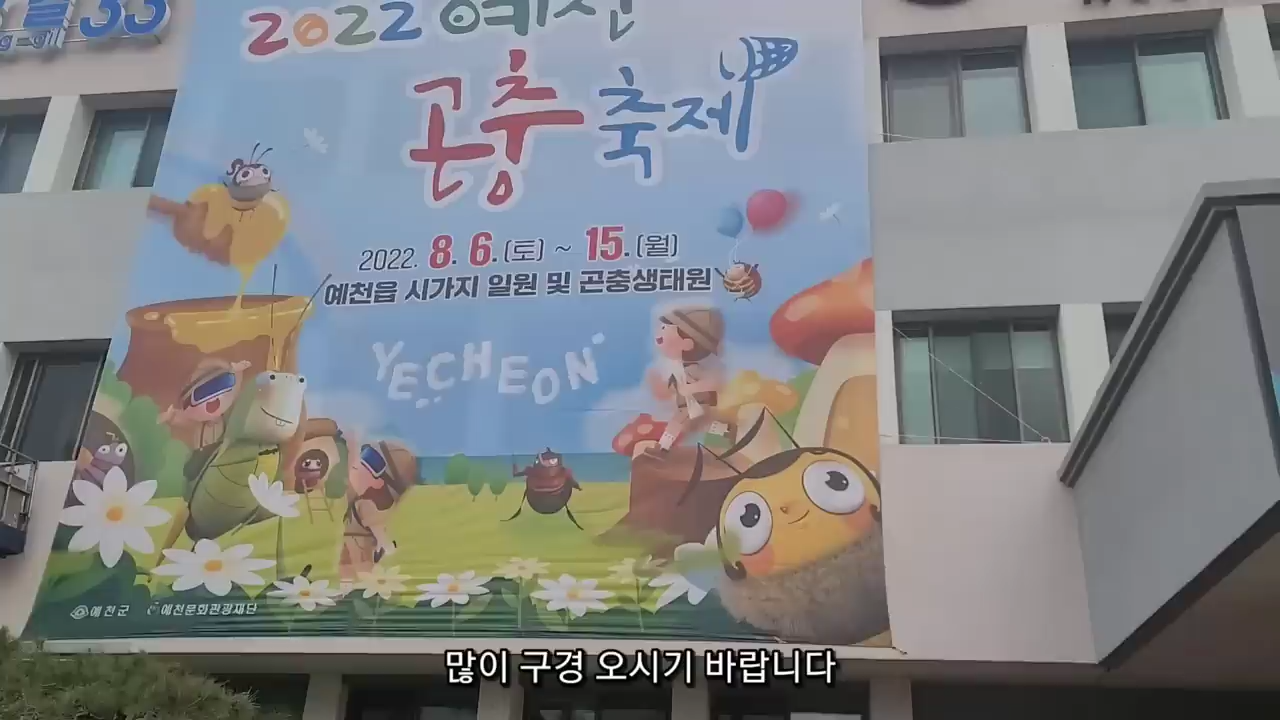 33
g-gil
2022 예천
곤충 축제
2022. 8. 6.(토) ~ 15.(월)
예천읍 시가지 일원 및 곤충생태원
YECHEON
예천군 예천문화관광재단
많이 구경 오시기 바랍니다